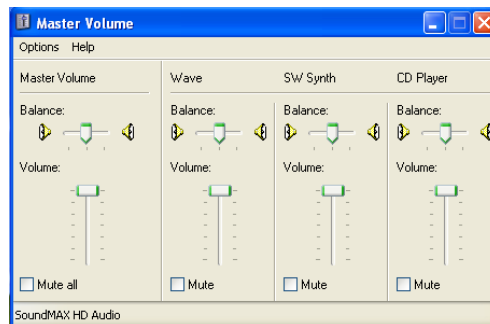 Master Volume
Options Help
Master Volume Wave SW Synth CD Player
Balance: Balance: Balance: Balance:
Volume: Volume: Volume: Volume:
Mute all Mute Mute Mute
SoundMAX HD Audio